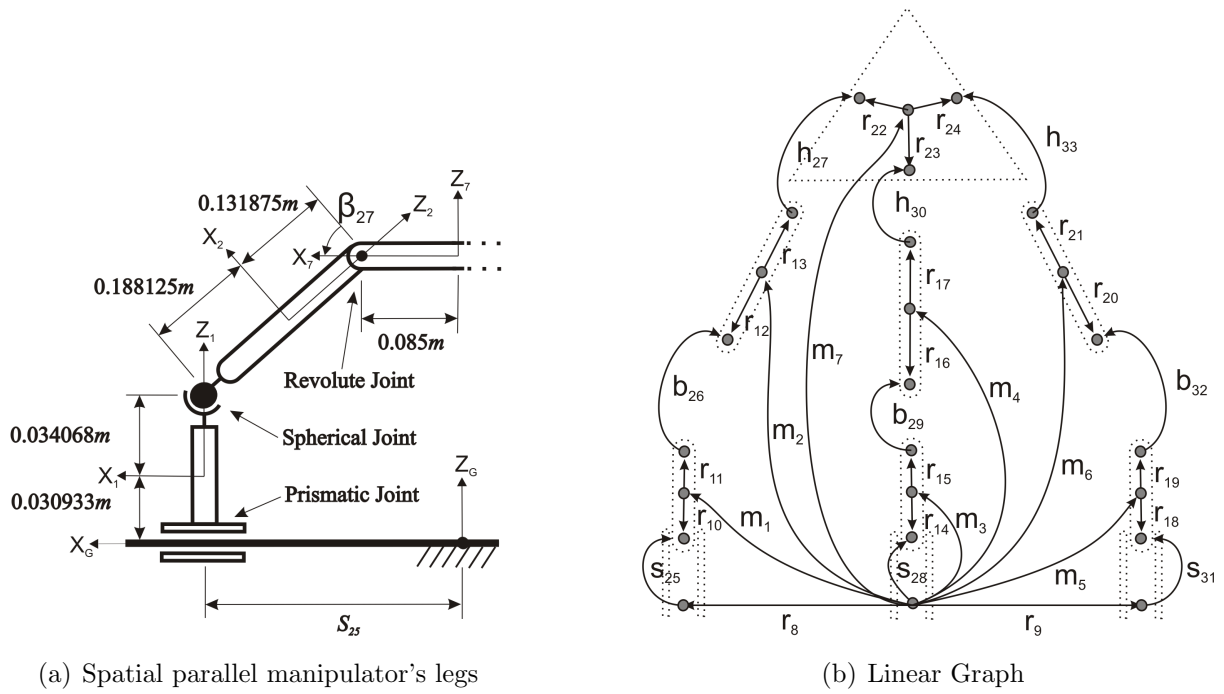 0.131875m
β27
Z2
Z7
X2
X7
0.188125m
0.085m
Z1
Revolute Joint
Spherical Joint
0.034068m
X1
ZG
Prismatic Joint
0.030933m
XG
S25
(a) Spatial parallel manipulator's legs
r22
r24
r23
h27
h33
h30
r13
r21
r17
r12
r20
m7
r16
m4
b26
b32
b29
m2
m6
r11
r15
r19
r10
m1
r14
m3
r18
m5
s25
s28
s31
r8
r9
(b) Linear Graph